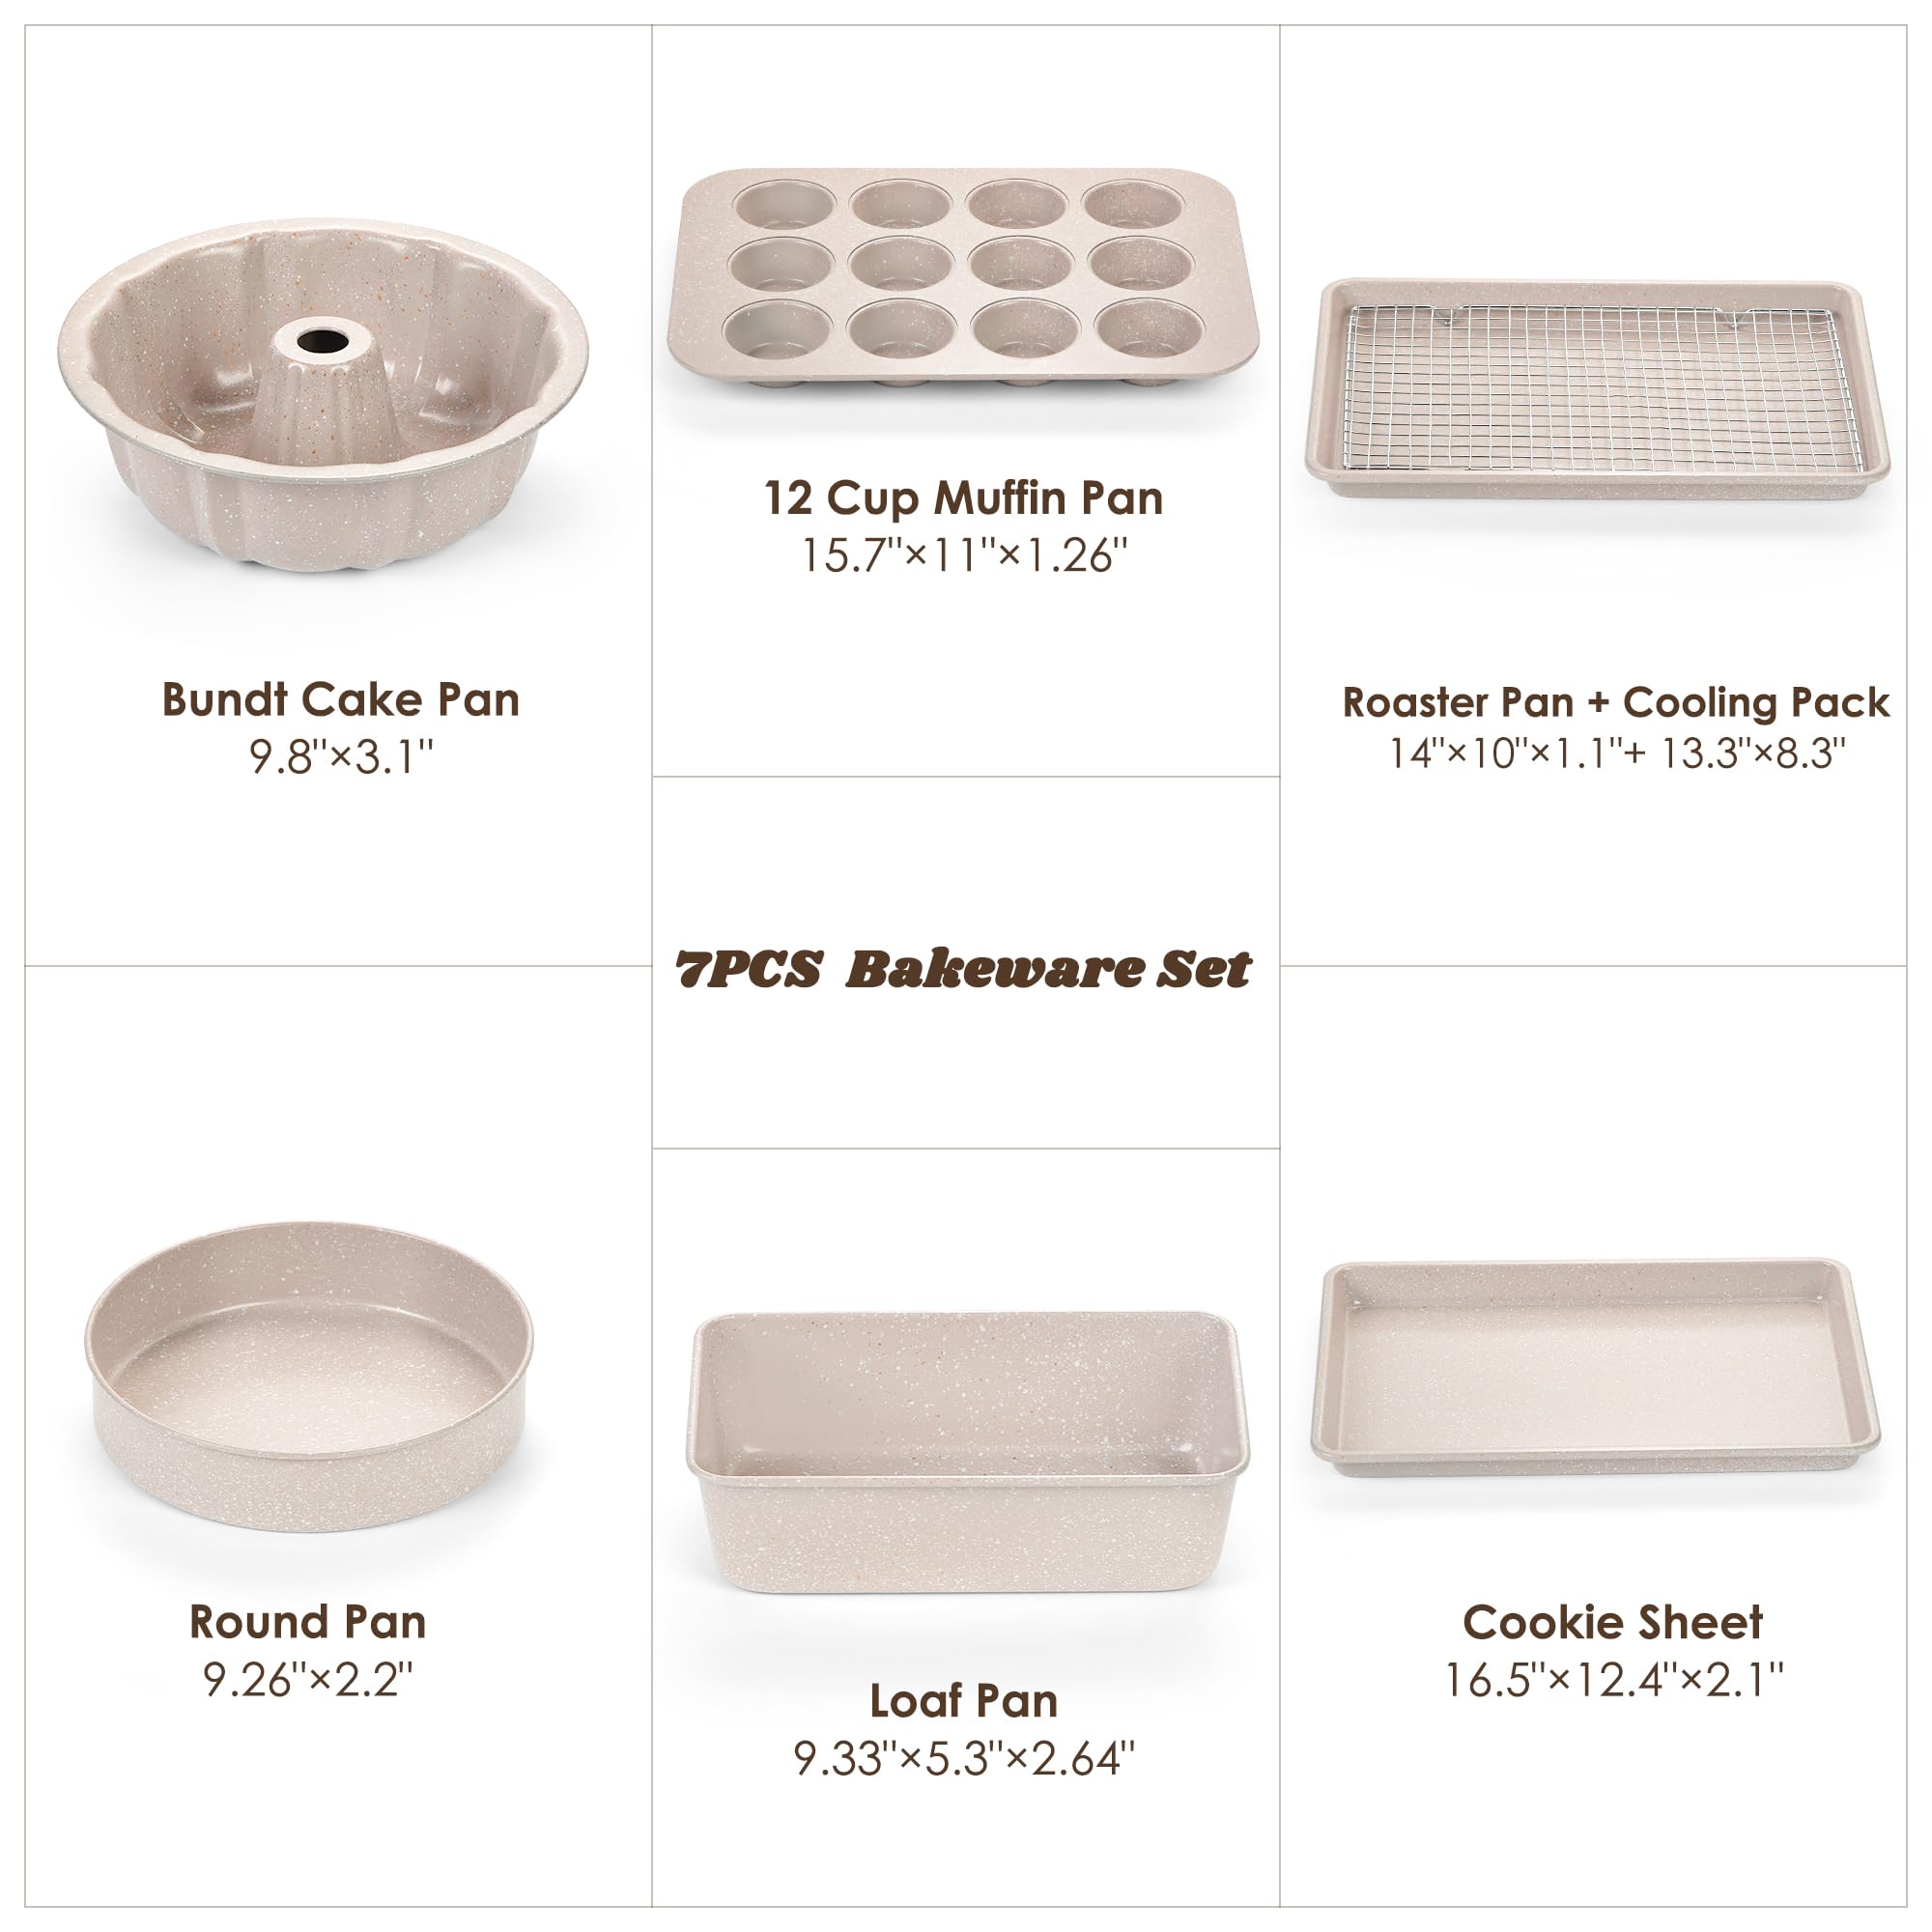 Bundt Cake Pan
9.8"×3.1"
12 Cup Muffin Pan
15.7"×11"×1.26"
Roaster Pan + Cooling Pack
14"×10"×1.1"+ 13.3"×8.3"
7PCS Bakeware Set
Round Pan
9.26"×2.2"
Loaf Pan
9.33"×5.3"×2.64"
Cookie Sheet
16.5"×12.4"×2.1"